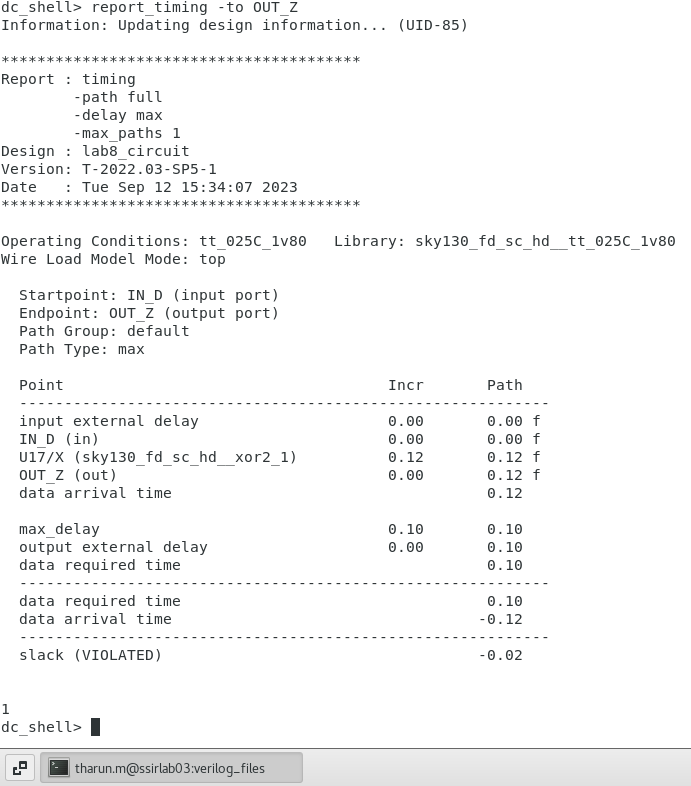 dc_shell> report_timing -to OUT_Z
Information: Updating design information... (UID-85)
****************************************
Report : timing
        -path full
        -delay max
        -max_paths 1
Design : lab8_circuit
Version: T-2022.03-SP5-1
Date   : Tue Sep 12 15:34:07 2023
****************************************
Operating Conditions: tt_025C_1v80   Library: sky130_fd_sc_hd__tt_025C_1v80
Wire Load Model Mode: top
  Startpoint: IN_D (input port)
  Endpoint: OUT_Z (output port)
  Path Group: default
  Path Type: max
  Point                                    Incr       Path
  -----------------------------------------------------------
  input external delay                     0.00       0.00 f
  IN_D (in)                                0.00       0.00 f
  U17/X (sky130_fd_sc_hd__xor2_1)          0.12       0.12 f
  OUT_Z (out)                              0.00       0.12 f
  data arrival time                                   0.12
  max_delay                                0.10       0.10
  output external delay                    0.00       0.10
  data required time                                  0.10
  -----------------------------------------------------------
  data required time                                  0.10
  data arrival time                                  -0.12
  -----------------------------------------------------------
  slack (VIOLATED)                                   -0.02
1
dc_shell>
tharun.m@ssirlab03:verilog_files